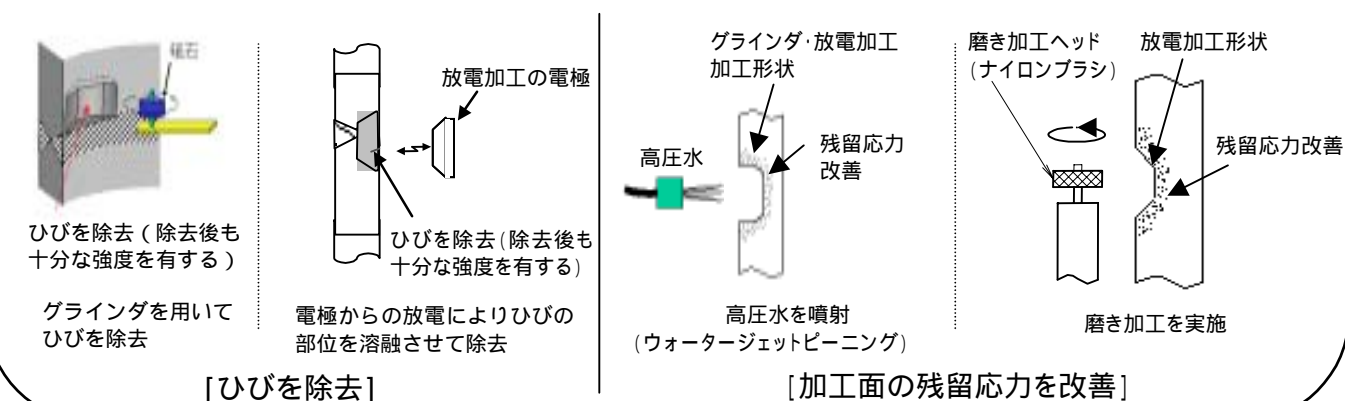 砥石
ひびを除去（除去後も
十分な強度を有する）
グラインダを用いて
ひびを除去
放電加工の電極
ひびを除去(除去後も
十分な強度を有する)
電極からの放電によりひびの
部位を溶融させて除去
[ひびを除去]
グラインダ・放電加工
加工形状
高圧水
残留応力
改善
高圧水を噴射
(ウォータージェットピーニング)
磨き加工ヘッド
(ナイロンブラシ)
放電加工形状
残留応力改善
磨き加工を実施
[加工面の残留応力を改善]